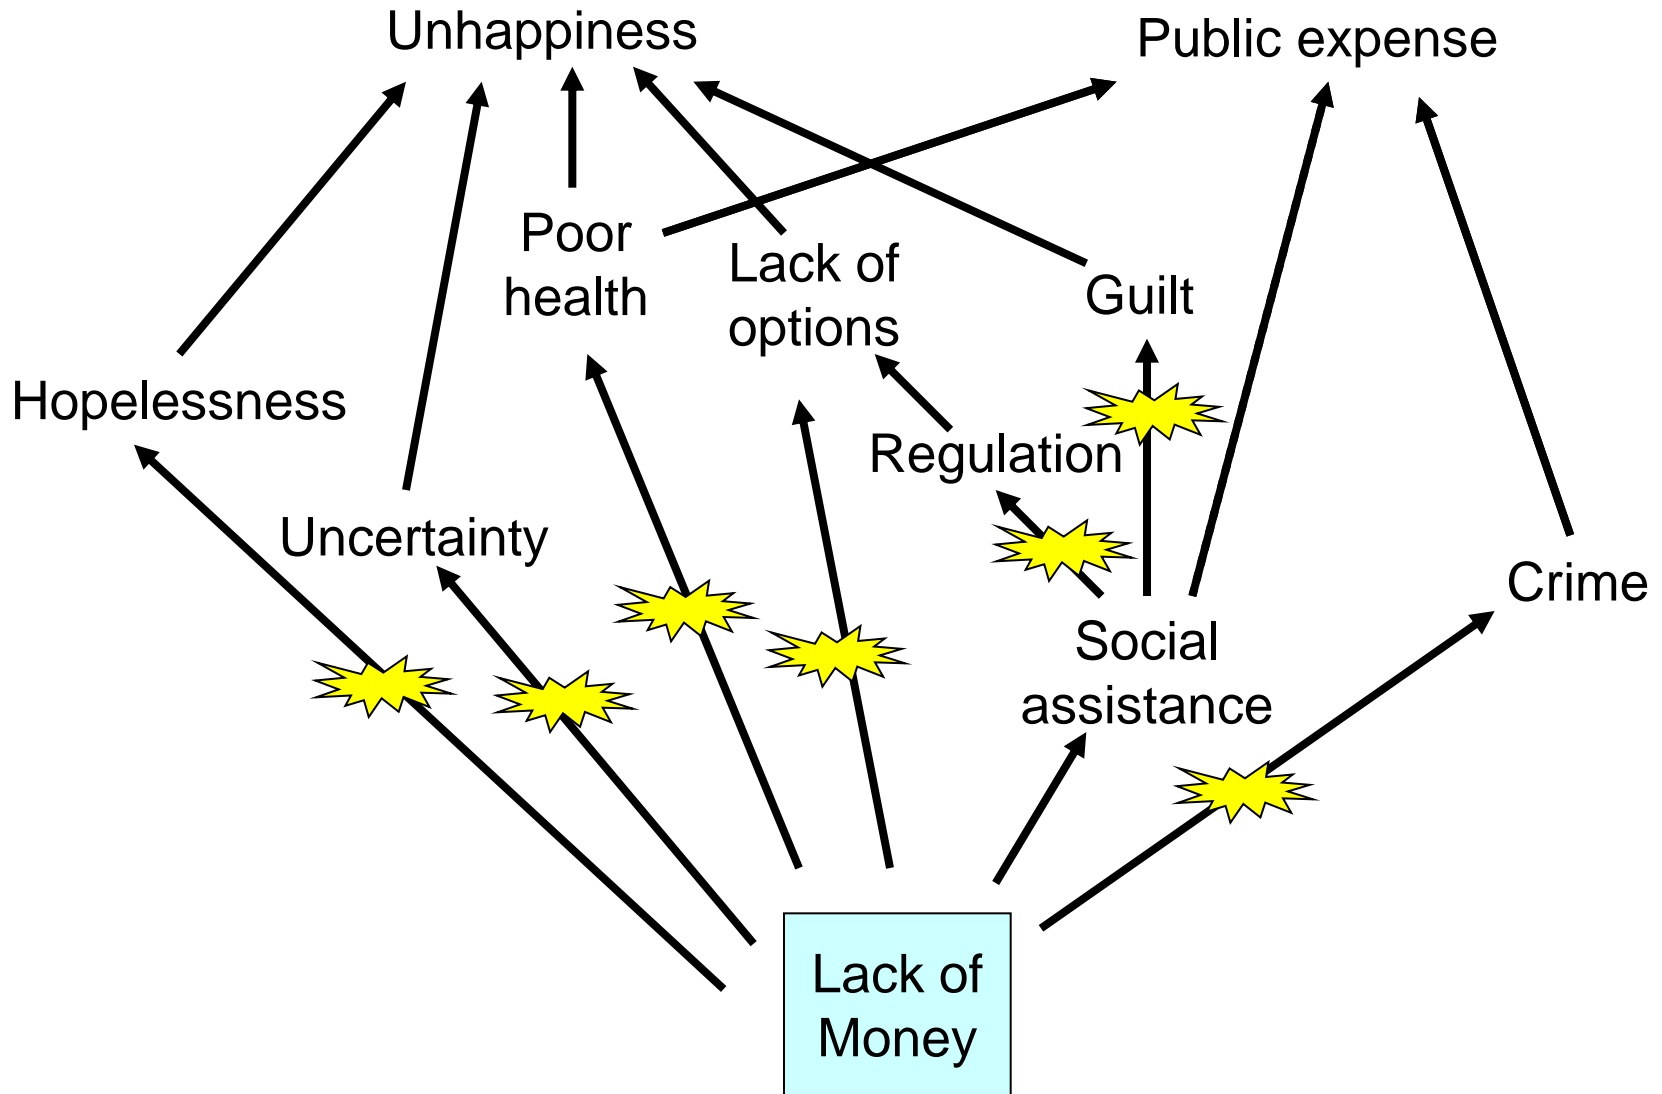 Unhappiness
Public expense
Poor
health
Lack of
options
Guilt
Hopelessness
Regulation
Uncertainty
Crime
Social
assistance
Lack of
Money